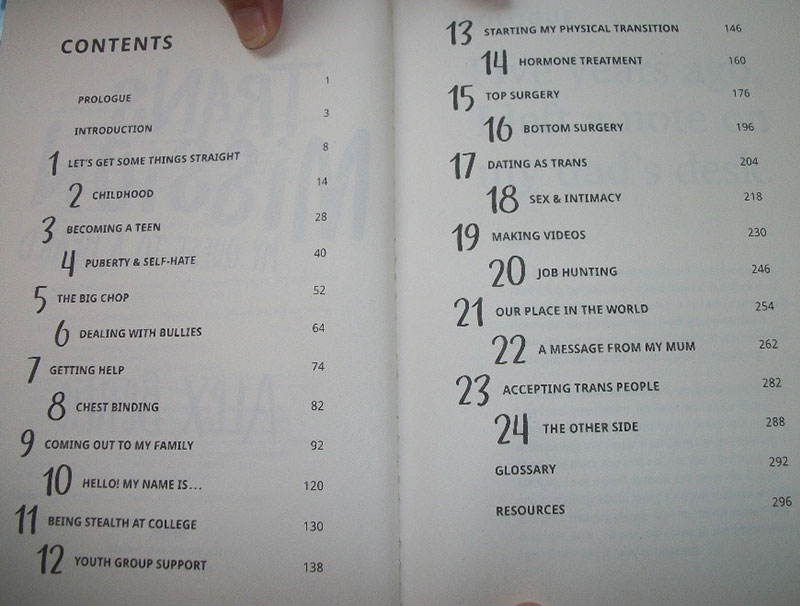 CONTENTS
PROLOGUE 1
INTRODUCTION 3
1 LET'S GET SOME THINGS STRAIGHT 8
2 CHILDHOOD 14
3 BECOMING A TEEN 28
4 PUBERTY & SELF-HATE 40
5 THE BIG CHOP 52
6 DEALING WITH BULLIES 64
7 GETTING HELP 74
8 CHEST BINDING 82
9 COMING OUT TO MY FAMILY 92
10 HELLO! MY NAME IS... 120
11 BEING STEALTH AT COLLEGE 130
12 YOUTH GROUP SUPPORT 138
13 STARTING MY PHYSICAL TRANSITION 146
14 HORMONE TREATMENT 160
15 TOP SURGERY 176
16 BOTTOM SURGERY 196
17 DATING AS TRANS 204
18 SEX & INTIMACY 218
19 MAKING VIDEOS 230
20 JOB HUNTING 246
21 OUR PLACE IN THE WORLD 254
22 A MESSAGE FROM MY MUM 262
23 ACCEPTING TRANS PEOPLE 282
24 THE OTHER SIDE 288
GLOSSARY 292
RESOURCES 296